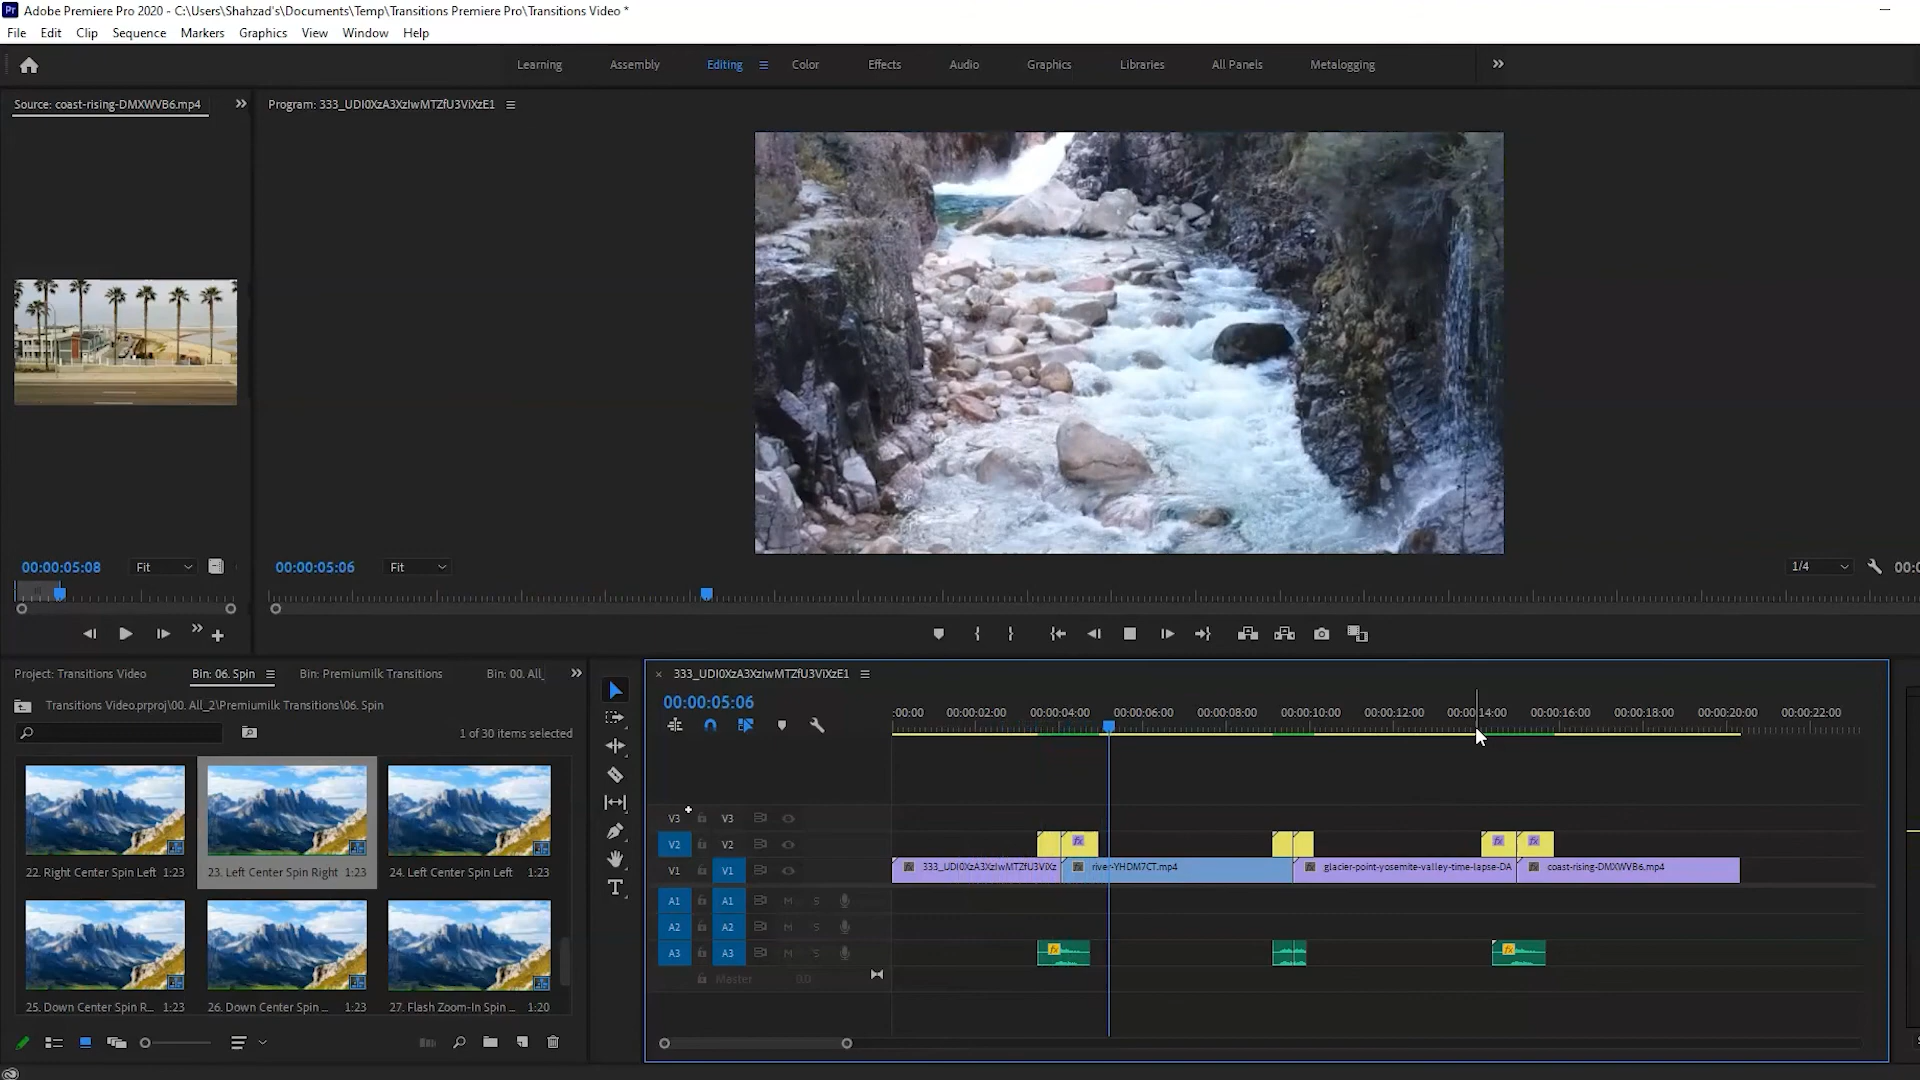 Adobe Premiere Pro 2020 - C:\Users\Shahzad's\Documents\Temp\Transitions Premiere Pro\Transitions Video *
File Edit Clip Sequence Markers Graphics View Window Help
Learning Assembly Editing Color Effects Audio Graphics Libraries All Panels Metalogging
Source: coast-rising-DMXWVB6.mp4
Program: 333_UDI0XzA3XzIwMTZfU3ViXzE1
00:00:05:08 Fit
00:00:05:06 Fit
1/4
Project: Transitions Video Bin: 06. Spin Bin: Premiumilk Transitions Bin: 00. All_
Transitions Video.prproj\00. All_2\Premiumilk Transitions\06. Spin
1 of 30 items selected
22. Right Center Spin Left 1:23
23. Left Center Spin Right 1:23
24. Left Center Spin Left 1:23
25. Down Center Spin R... 1:23
26. Down Center Spin ... 1:23
27. Flash Zoom-In Spin ... 1:20
333_UDI0XzA3XzIwMTZfU3ViXzE1
00:00:05:06
:00:00 00:00:02:00 00:00:04:00 00:00:06:00 00:00:08:00 00:00:10:00 00:00:12:00 00:00:14:00 00:00:16:00 00:00:18:00 00:00:20:00 00:00:22:00
V3 V3
V2 V2 fx fx fx
V1 V1 333_UDI0XzA3XzIwMTZfU3ViXz river-YHDM7CT.mp4 glacier-point-yosemite-valley-time-lapse-DA coast-rising-DMXWVB6.mp4
A1 A1 M S
A2 A2 M S
A3 A3 M S fx fx
Master 0.0